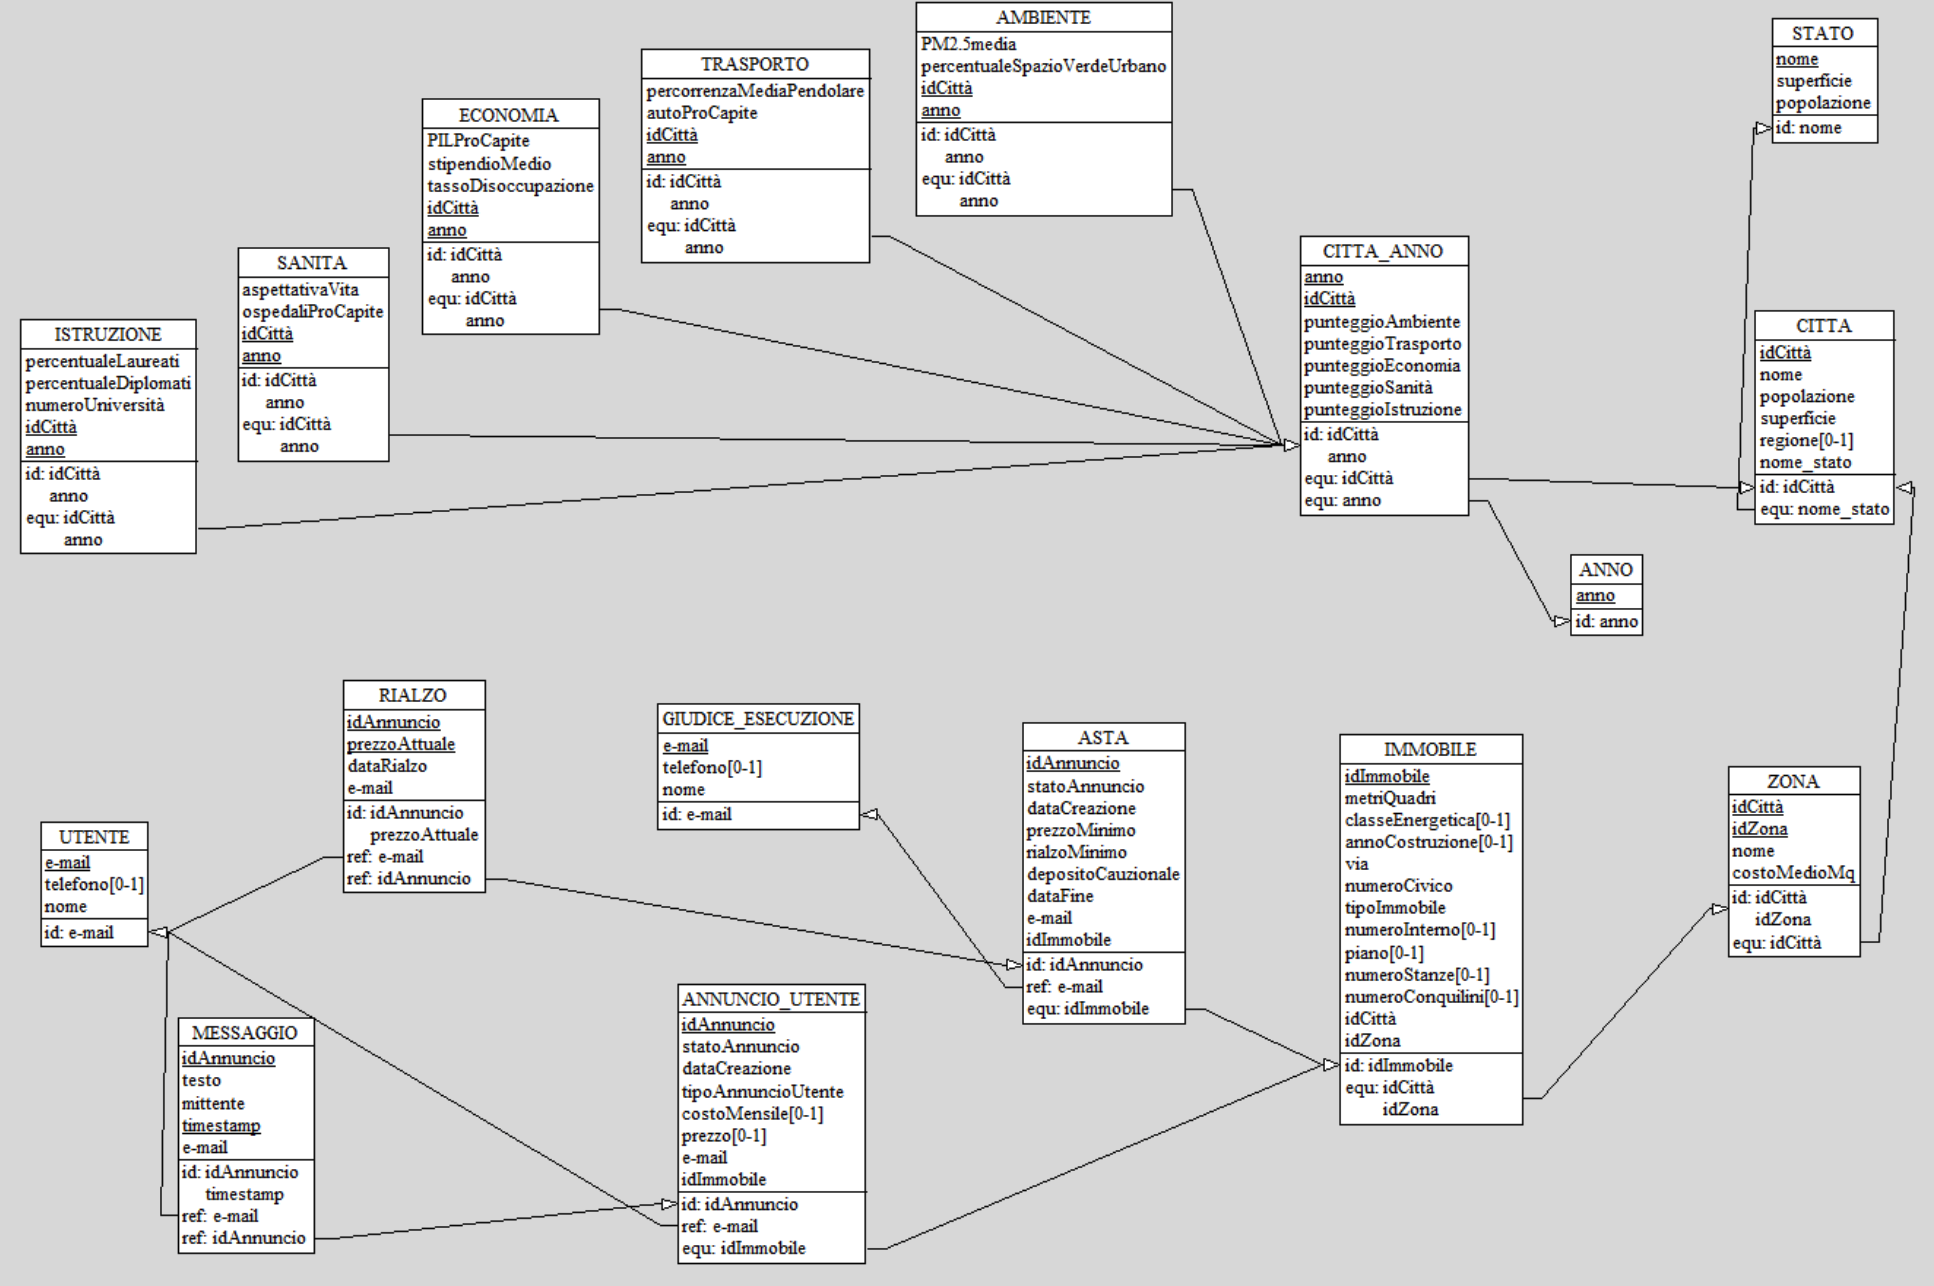 AMBIENTE
PM2.5media
percentualeSpazioVerdeUrbano
idCittà
anno
id: idCittà
anno
equ: idCittà
anno
STATO
nome
superficie
popolazione
id: nome
TRASPORTO
percorrenzaMediaPendolare
autoProCapite
idCittà
anno
id: idCittà
anno
equ: idCittà
anno
ECONOMIA
PILProCapite
stipendioMedio
tassoDisoccupazione
idCittà
anno
id: idCittà
anno
equ: idCittà
anno
SANITA
aspettativaVita
ospedaliProCapite
idCittà
anno
id: idCittà
anno
equ: idCittà
anno
ISTRUZIONE
percentualeLaureati
percentualeDiplomati
numeroUniversità
idCittà
anno
id: idCittà
anno
equ: idCittà
anno
CITTA_ANNO
anno
idCittà
punteggioAmbiente
punteggioTrasporto
punteggioEconomia
punteggioSanità
punteggioIstruzione
id: idCittà
anno
equ: idCittà
equ: anno
CITTA
idCittà
nome
popolazione
superficie
regione[0-1]
nome_stato
id: idCittà
equ: nome_stato
ANNO
anno
id: anno
RIALZO
idAnnuncio
prezzoAttuale
dataRialzo
e-mail
id: idAnnuncio
prezzoAttuale
ref: e-mail
ref: idAnnuncio
GIUDICE_ESECUZIONE
e-mail
telefono[0-1]
nome
id: e-mail
ASTA
idAnnuncio
statoAnnuncio
dataCreazione
prezzoMinimo
rialzoMinimo
depositoCauzionale
dataFine
e-mail
idImmobile
id: idAnnuncio
ref: e-mail
equ: idImmobile
IMMOBILE
idImmobile
metriQuadri
classeEnergetica[0-1]
annoCostruzione[0-1]
via
numeroCivico
tipoImmobile
numeroInterno[0-1]
piano[0-1]
numeroStanze[0-1]
numeroConquilini[0-1]
idCittà
idZona
id: idImmobile
equ: idCittà
idZona
ZONA
idCittà
idZona
nome
costoMedioMq
id: idCittà
idZona
equ: idCittà
UTENTE
e-mail
telefono[0-1]
nome
id: e-mail
MESSAGGIO
idAnnuncio
testo
mittente
timestamp
e-mail
id: idAnnuncio
timestamp
ref: e-mail
ref: idAnnuncio
ANNUNCIO_UTENTE
idAnnuncio
statoAnnuncio
dataCreazione
tipoAnnuncioUtente
costoMensile[0-1]
prezzo[0-1]
e-mail
idImmobile
id: idAnnuncio
ref: e-mail
equ: idImmobile